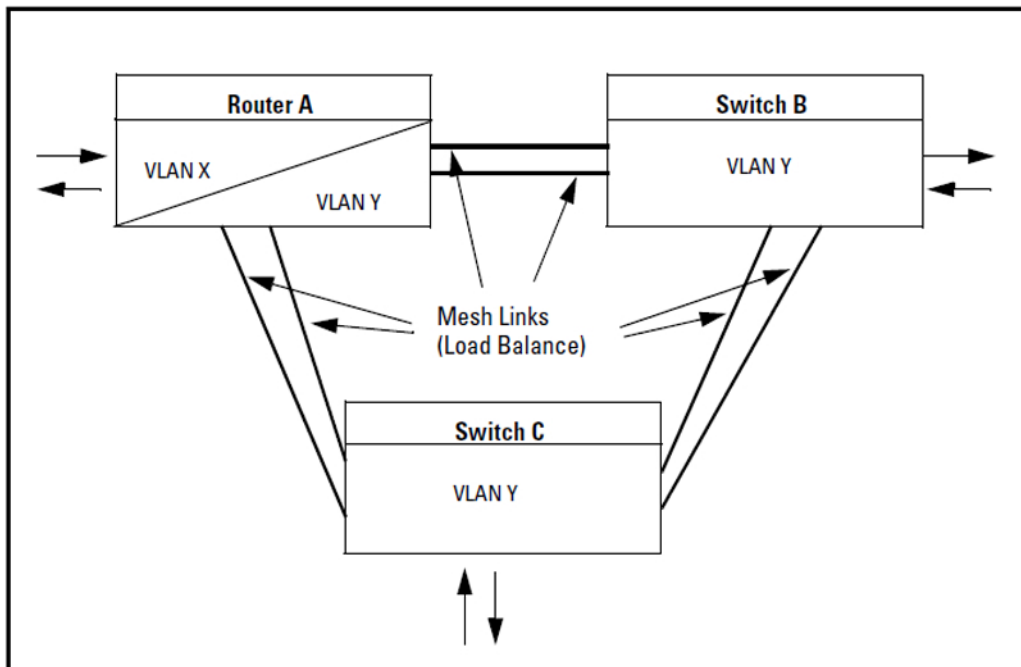 Router A
Switch B
VLAN X
VLAN Y
VLAN Y
Mesh Links
(Load Balance)
Switch C
VLAN Y